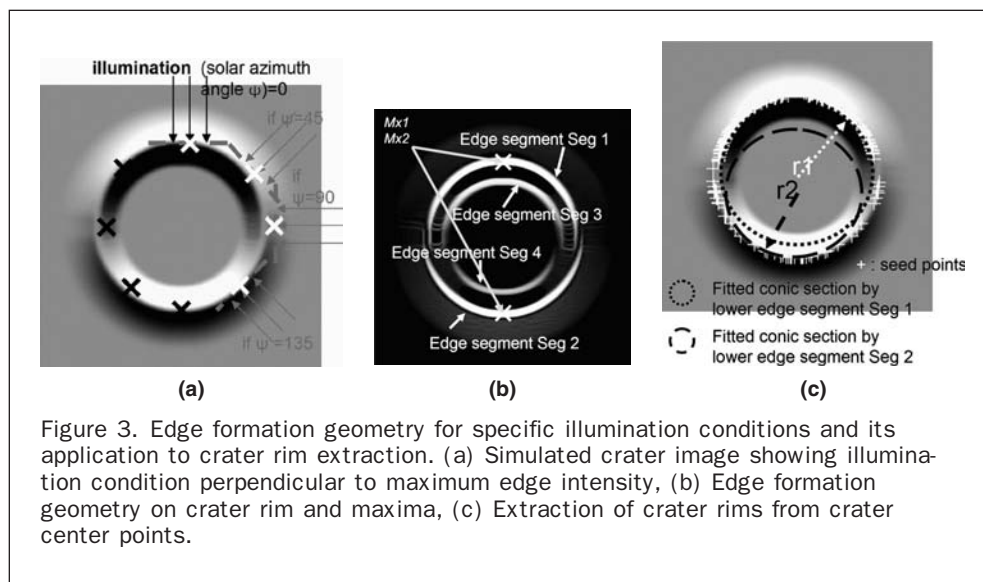 illumination (solar azimuth
angle ψ)=0
if ψ=45
if
ψ=90
if ψ=135
(a)
Mx1
Mx2
Edge segment Seg 1
Edge segment Seg 3
Edge segment Seg 4
Edge segment Seg 2
(b)
r1
r2
+ : seed points
Fitted conic section by
lower edge segment Seg 1
Fitted conic section by
lower edge segment Seg 2
(c)
Figure 3. Edge formation geometry for specific illumination conditions and its
application to crater rim extraction. (a) Simulated crater image showing illumina-
tion condition perpendicular to maximum edge intensity, (b) Edge formation
geometry on crater rim and maxima, (c) Extraction of crater rims from crater
center points.